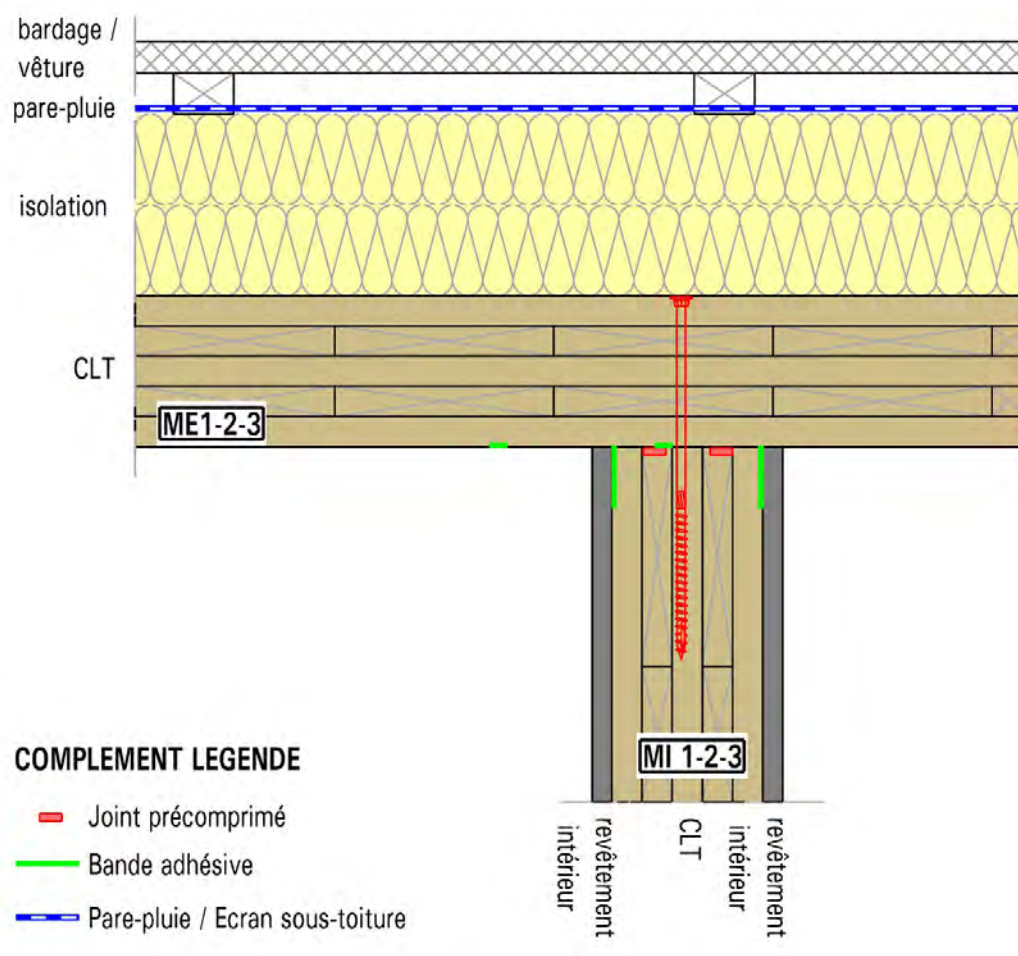 bardage /
vêture
pare-pluie
isolation
CLT
ME1-2-3
MI 1-2-3
COMPLEMENT LEGENDE
Joint précomprimé
Bande adhésive
Pare-pluie / Ecran sous-toiture
revêtement
intérieur
CLT
revêtement
intérieur